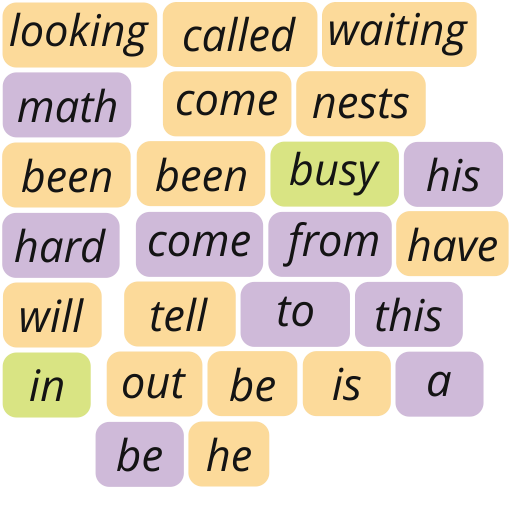 looking called waiting
math come nests
been been busy his
hard come from have
will tell to this
in out be is a
be he